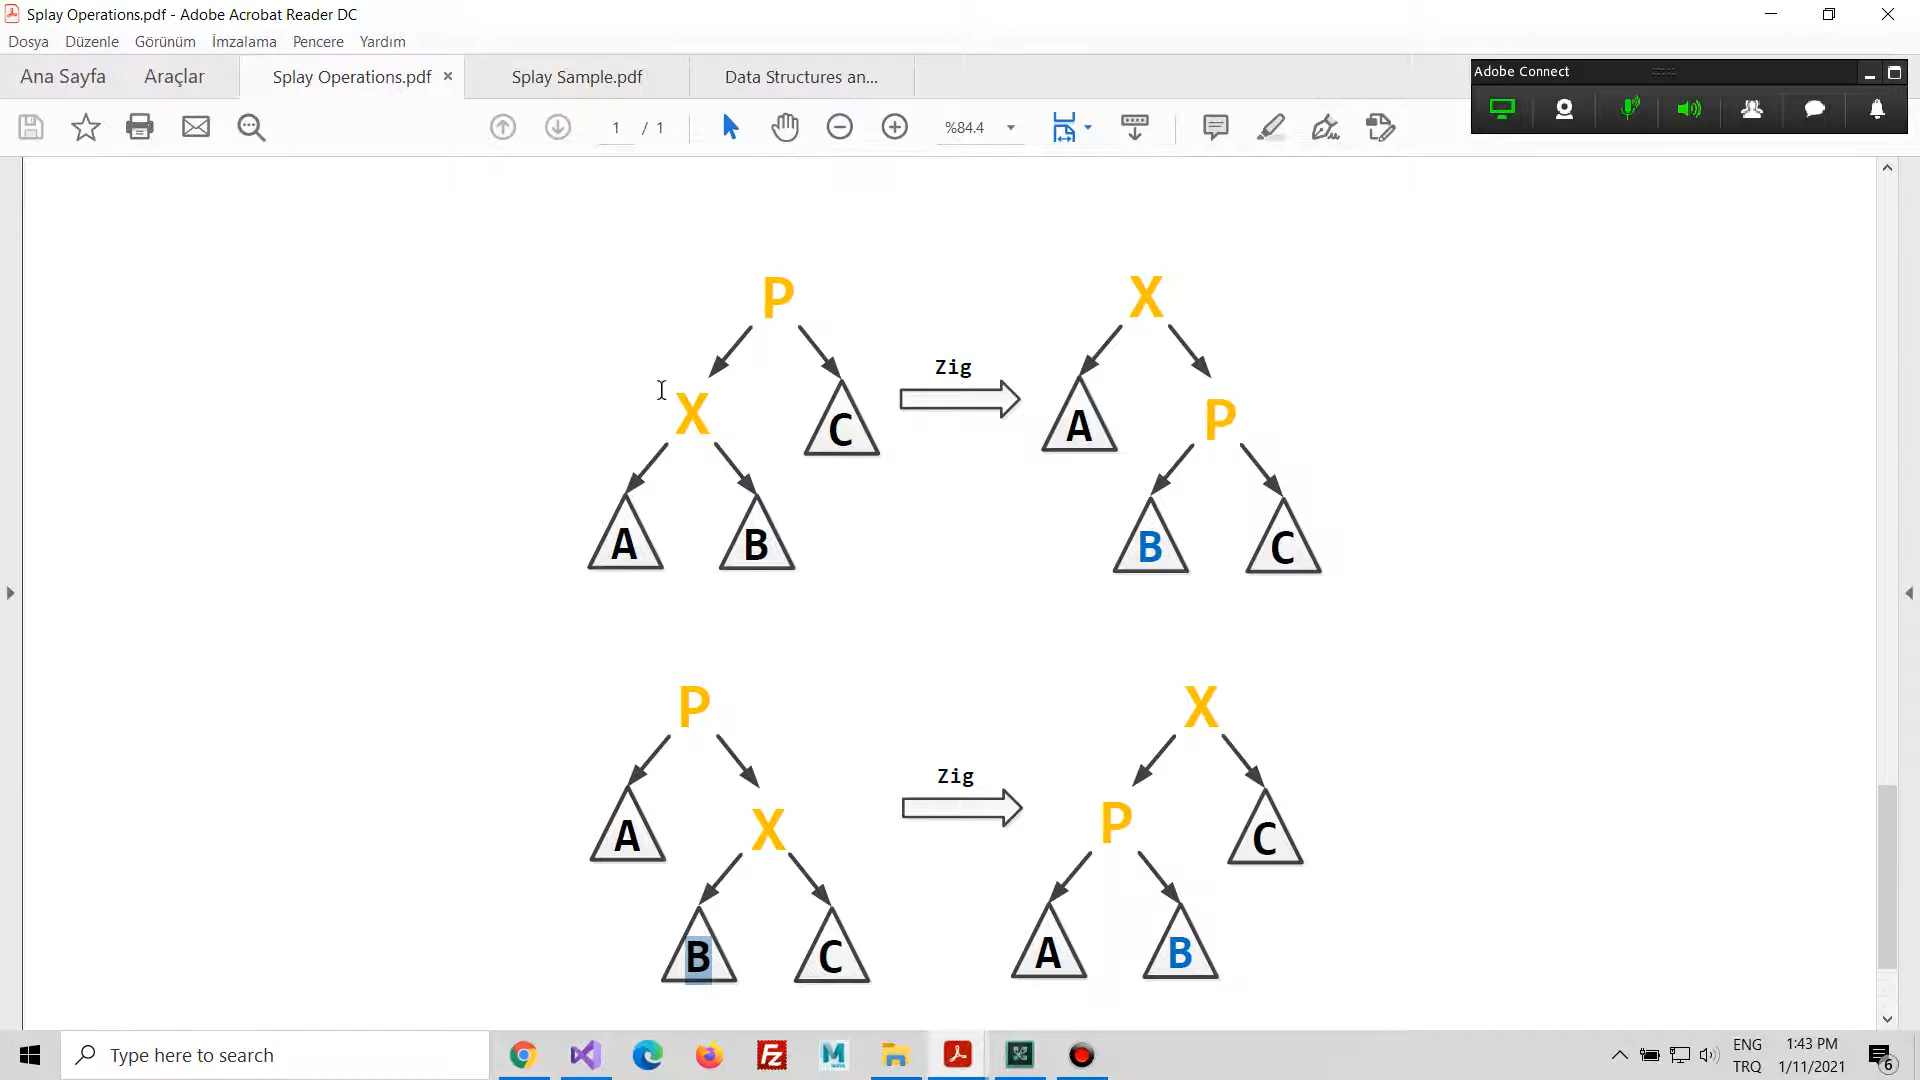 Splay Operations.pdf - Adobe Acrobat Reader DC
Dosya Düzenle Görünüm İmzalama Pencere Yardım
Ana Sayfa Araçlar Splay Operations.pdf × Splay Sample.pdf Data Structures an...
Adobe Connect
1 / 1 %84.4
P X
Zig
X C A P
A B B C
P X
Zig
A X P C
B C A B
Type here to search
MAYA
ENG 1:43 PM
TRQ 1/11/2021 6